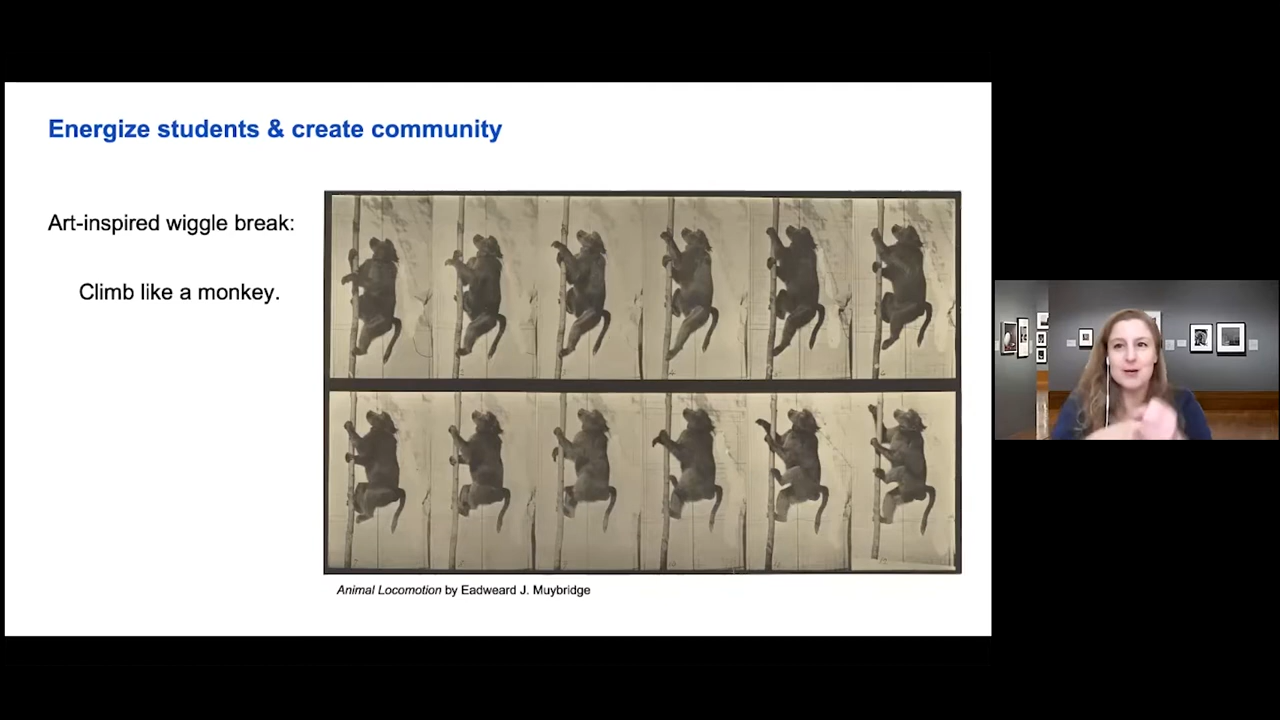 Energize students & create community
Art-inspired wiggle break:
Climb like a monkey.
Animal Locomotion by Eadweard J. Muybridge